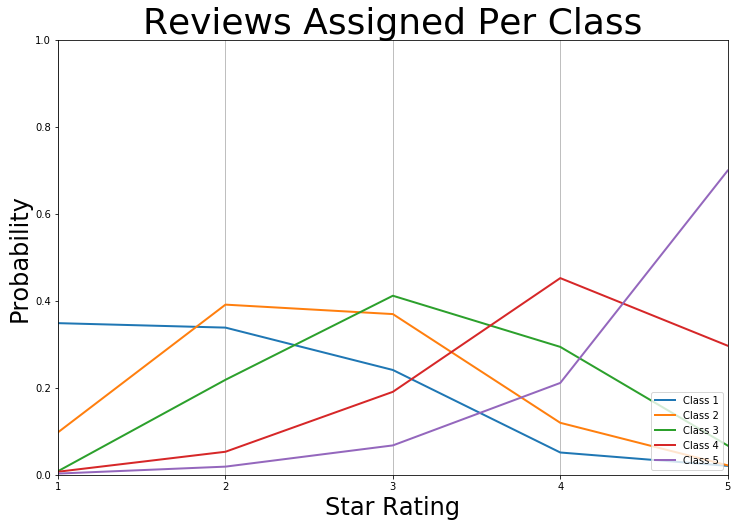 Reviews Assigned Per Class
Probability
1.0
0.8
0.6
0.4
0.2
0.0
1 2 3 4 5
Star Rating
Class 1
Class 2
Class 3
Class 4
Class 5